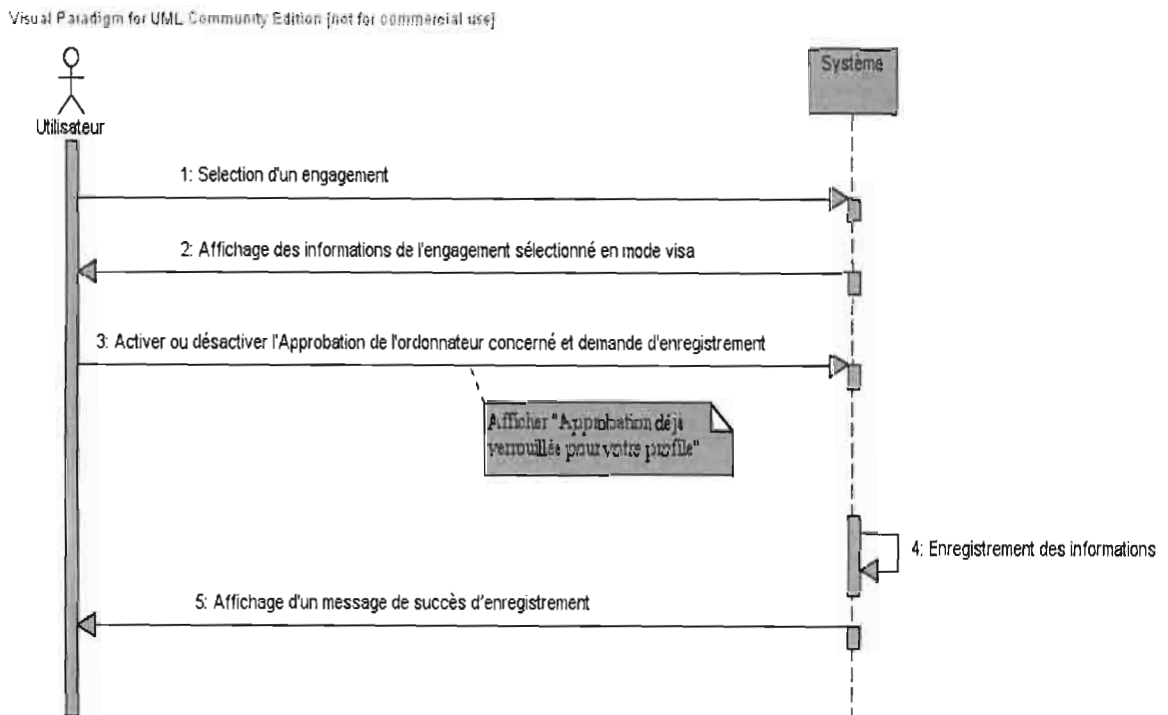 Visual Paradigm for UML Community Edition [not for commercial use]
Système
Utilisateur
1: Selection d'un engagement
2: Affichage des informations de l'engagement sélectionné en mode visa
3: Activer ou désactiver l'Approbation de l'ordonnateur concerné et demande d'enregistrement
Afficher "Approbation déjà
verrouillée pour votre profile"
4: Enregistrement des informations
5: Affichage d'un message de succès d'enregistrement